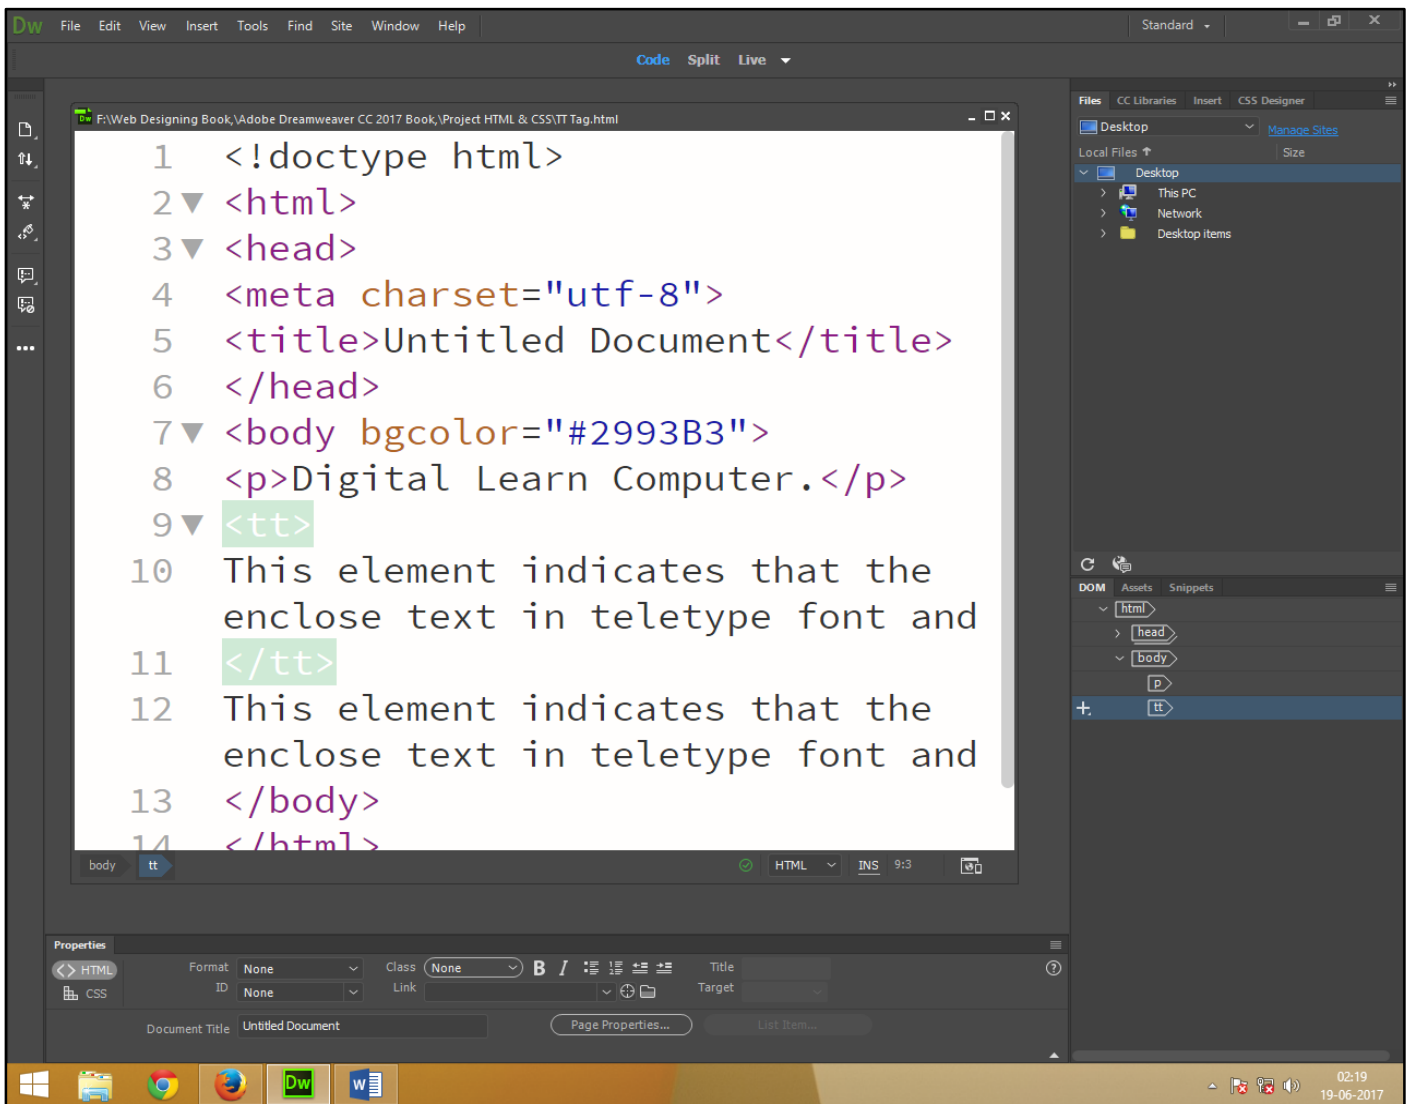 Dw File Edit View Insert Tools Find Site Window Help Standard
Code Split Live
Files CC Libraries Insert CSS Designer
Desktop Manage Sites
Local Files Size
Desktop
This PC
Network
Desktop items
Dw F:\Web Designing Book,\Adobe Dreamweaver CC 2017 Book,\Project HTML & CSS\TT Tag.html
1 <!doctype html>
2 <html>
3 <head>
4 <meta charset="utf-8">
5 <title>Untitled Document</title>
6 </head>
7 <body bgcolor="#2993B3">
8 <p>Digital Learn Computer.</p>
9 <tt>
10 This element indicates that the
enclose text in teletype font and
11 </tt>
12 This element indicates that the
enclose text in teletype font and
13 </body>
14 </html>
body tt HTML INS 9:3
DOM Assets Snippets
html
head
body
p
tt
Properties
<> HTML Format None Class None B I Title
CSS ID None Link Target
Document Title Untitled Document Page Properties... List Item...
Dw W 02:19
19-06-2017